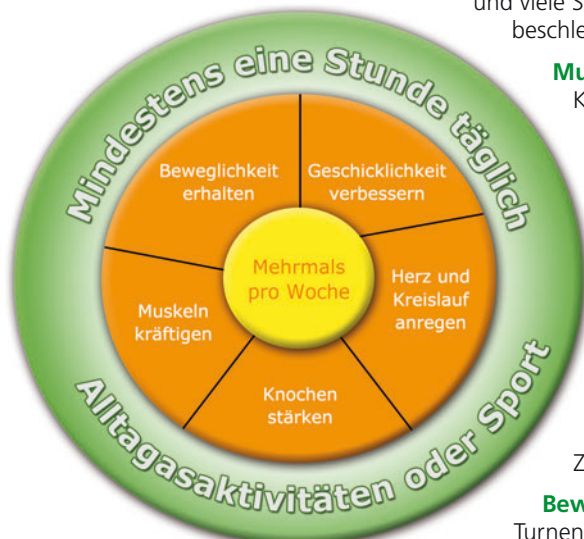 und viele S
beschle
Mu
K
Mindestens eine Stunde täglich
Beweglichkeit
erhalten
Geschicklichkeit
verbessern
Mehrmals
pro Woche
Herz und
Kreislauf
anregen
Muskeln
kräftigen
Knochen
stärken
Alltagasaktivitäten oder Sport
Z
Bew
Turnen